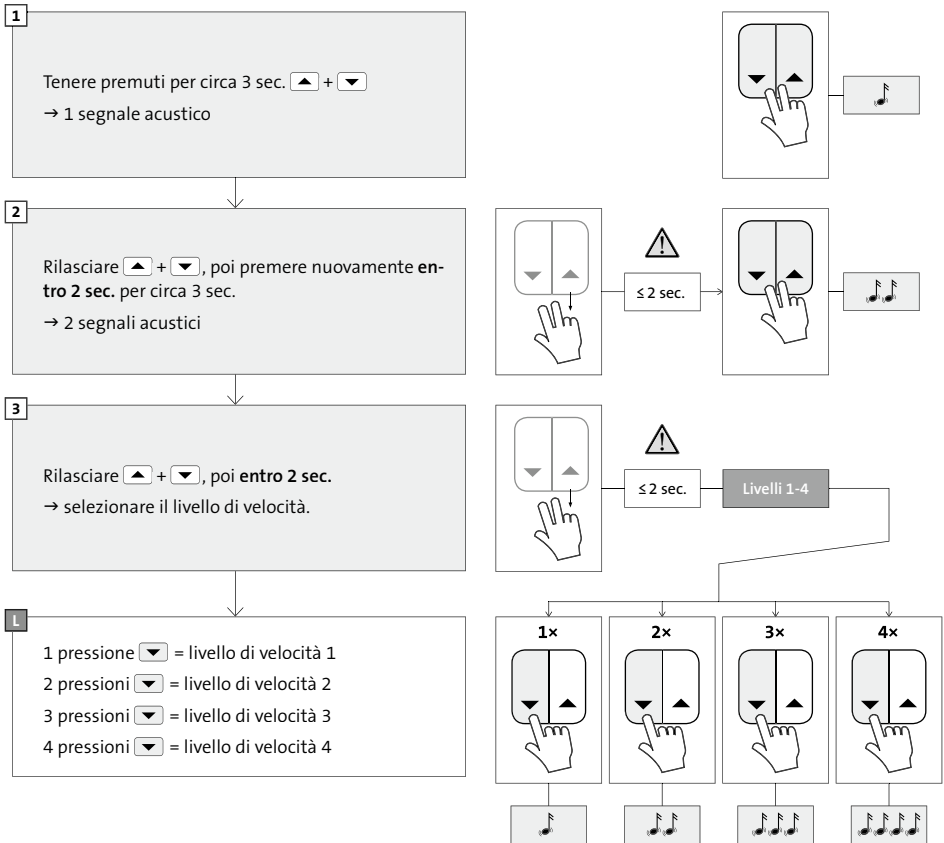 1
Tenere premuti per circa 3 sec. ▲ + ▼
→ 1 segnale acustico
2
Rilasciare ▲ + ▼, poi premere nuovamente en-
tro 2 sec. per circa 3 sec.
→ 2 segnali acustici
≤ 2 sec.
3
Rilasciare ▲ + ▼, poi entro 2 sec.
→ selezionare il livello di velocità.
≤ 2 sec.
Livelli 1-4
L
1 pressione ▼ = livello di velocità 1
2 pressioni ▼ = livello di velocità 2
3 pressioni ▼ = livello di velocità 3
4 pressioni ▼ = livello di velocità 4
1×
2×
3×
4×